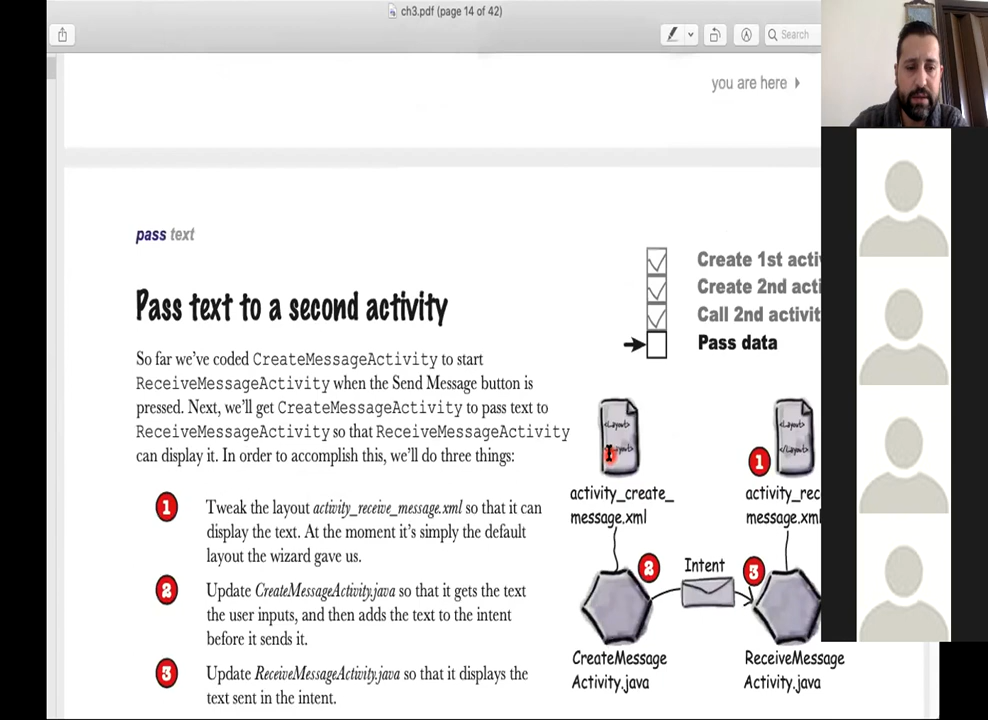 ch3.pdf (page 14 of 42)
Search
you are here
pass text
Create 1st acti
Create 2nd acti
Call 2nd activit
Pass data
Pass text to a second activity
So far we've coded CreateMessageActivity to start
ReceiveMessageActivity when the Send Message button is
pressed. Next, we'll get CreateMessageActivity to pass text to
ReceiveMessageActivity so that ReceiveMessageActivity
can display it. In order to accomplish this, we'll do three things:
1 Tweak the layout activity_receive_message.xml so that it can
display the text. At the moment it's simply the default
layout the wizard gave us.
2 Update CreateMessageActivity.java so that it gets the text
the user inputs, and then adds the text to the intent
before it sends it.
3 Update ReceiveMessageActivity.java so that it displays the
text sent in the intent.
<Layout>
activity_create_
message.xml
<Layout>
</Layout>
1
activity_rec
message.xml
2
Intent
3
CreateMessage
Activity.java
ReceiveMessage
Activity.java